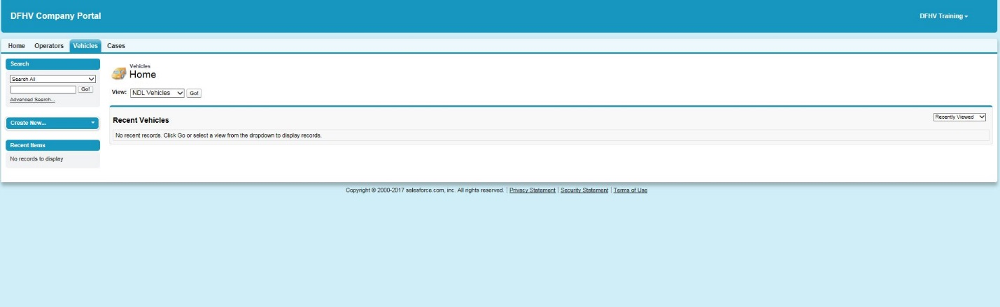 DFHV Company Portal
DFHV Training
Home Operators Vehicles Cases
Search
Search All
Go!
Advanced Search...
Create New...
Recent Items
No records to display
Vehicles
Home
View: NDL Vehicles Go!
Recent Vehicles
Recently Viewed
No recent records. Click Go or select a view from the dropdown to display records.
Copyright © 2000-2017 salesforce.com, inc. All rights reserved. | Privacy Statement | Security Statement | Terms of Use